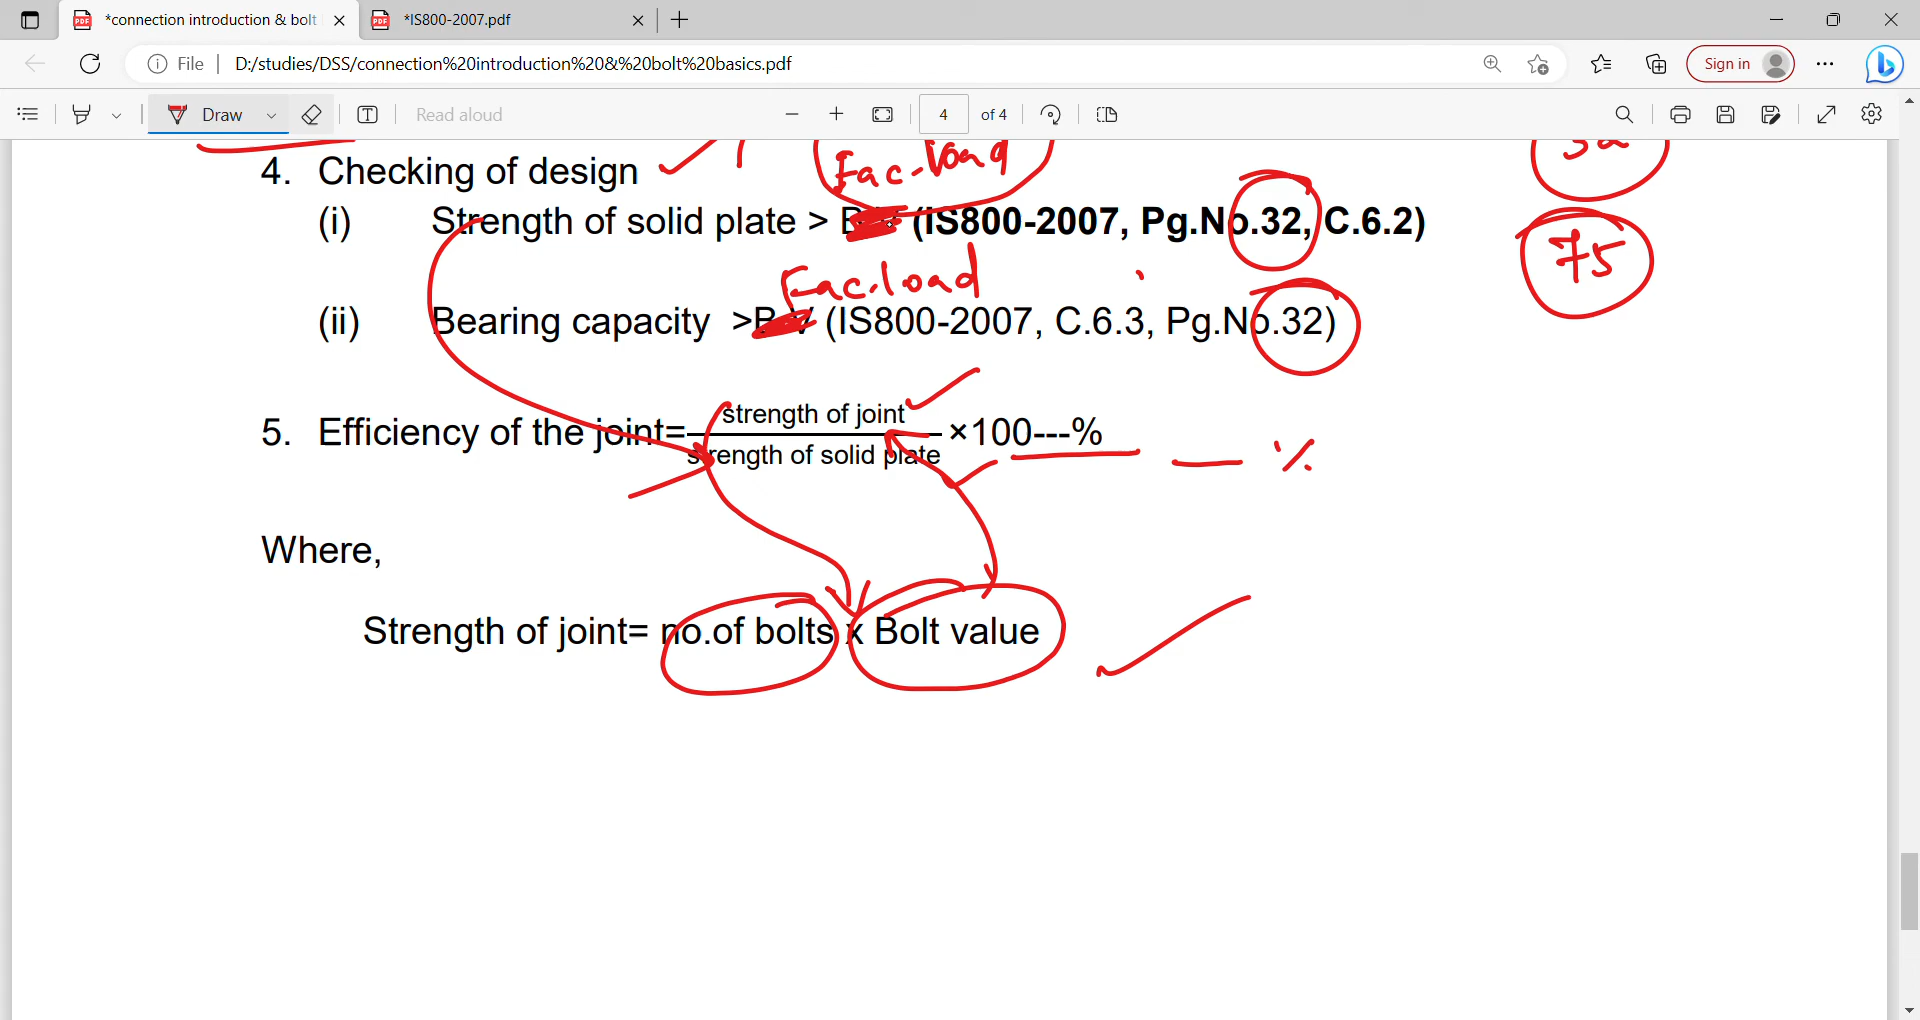 *connection introduction & bolt
*IS800-2007.pdf
File
D:/studies/DSS/connection%20introduction%20&%20bolt%20basics.pdf
Sign in
Draw
Read aloud
4 of 4
4. Checking of design
Fac.load
(i) Strength of solid plate > (IS800-2007, Pg.No.32, C.6.2)
75
Fac.load
(ii) Bearing capacity > (IS800-2007, C.6.3, Pg.No.32)
5. Efficiency of the joint= strength of joint
strength of solid plate ×100---%
%
Where,
Strength of joint= no.of bolts x Bolt value